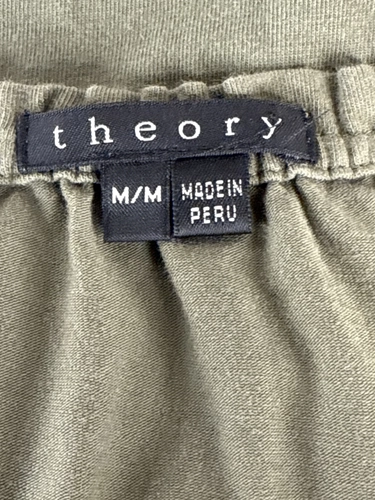 theory
M/M
MADE IN
PERU